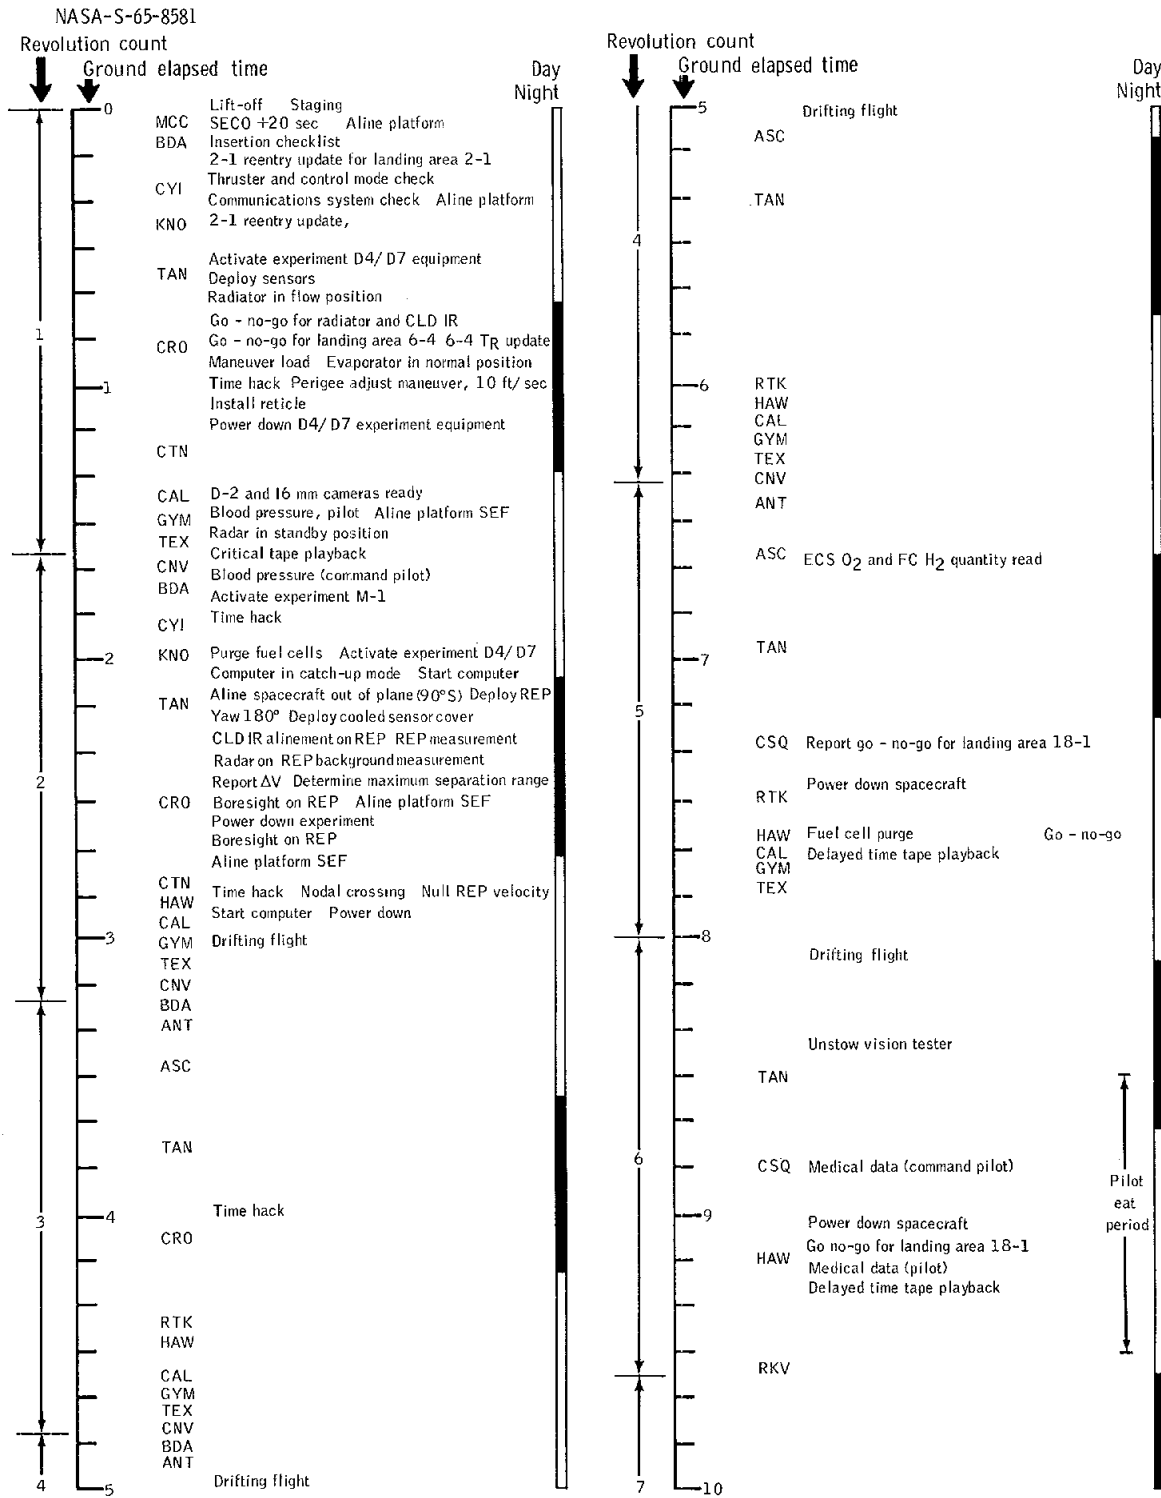 NASA-S-65-8581
Revolution count
Ground elapsed time
Day
Night
0
Lift-off Staging
MCC SECO +20 sec Aline platform
BDA Insertion checklist
2-1 reentry update for landing area 2-1
Thruster and control mode check
CYI
Communications system check Aline platform
KNO 2-1 reentry update,
Activate experiment D4/D7 equipment
TAN Deploy sensors
Radiator in flow position
Go - no-go for radiator and CLD IR
1
CRO Go - no-go for landing area 6-4 6-4 TR update
Maneuver load Evaporator in normal position
1 Time hack Perigee adjust maneuver, 10 ft/sec
Install reticle
Power down D4/D7 experiment equipment
CTN
CAL D-2 and 16 mm cameras ready
GYM Blood pressure, pilot Aline platform SEF
Radar in standby position
TEX
Critical tape playback
CNV
Blood pressure (command pilot)
BDA
Activate experiment M-1
CYI Time hack
2 KNO Purge fuel cells Activate experiment D4/D7
Computer in catch-up mode Start computer
TAN Aline spacecraft out of plane (90°S) Deploy REP
Yaw 180° Deploy cooled sensor cover
CLD IR alinement on REP REP measurement
Radar on REP background measurement
2
Report ΔV Determine maximum separation range
CRO Boresight on REP Aline platform SEF
Power down experiment
Boresight on REP
Aline platform SEF
CTN
Time hack Nodal crossing Null REP velocity
HAW
Start computer Power down
CAL
3 GYM Drifting flight
TEX
CNV
BDA
ANT
ASC
TAN
3
4 Time hack
CRO
RTK
HAW
CAL
GYM
TEX
CNV
BDA
ANT
4
5 Drifting flight
Revolution count
Ground elapsed time
Day
Night
5 Drifting flight
ASC
TAN
4
6 RTK
HAW
CAL
GYM
TEX
CNV
ANT
ASC ECS O2 and FC H2 quantity read
7 TAN
5
CSQ Report go - no-go for landing area 18-1
Power down spacecraft
RTK
HAW Fuel cell purge Go - no-go
CAL Delayed time tape playback
GYM
TEX
8
Drifting flight
Unstow vision tester
TAN
6
CSQ Medical data (command pilot)
Pilot
eat
period
9
Power down spacecraft
Go no-go for landing area 18-1
HAW
Medical data (pilot)
Delayed time tape playback
RKV
7
10